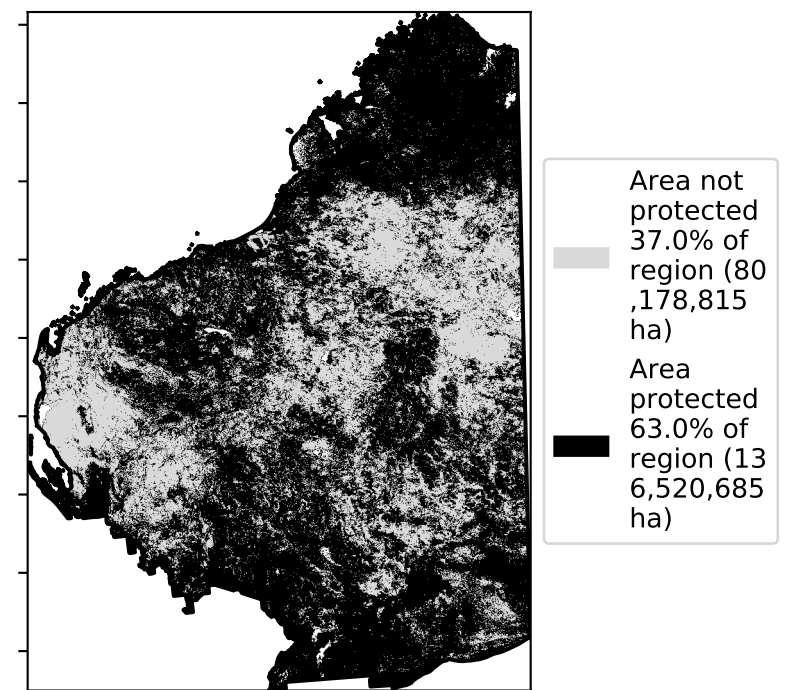 Area not
protected
37.0% of
region (80
,178,815
ha)
Area
protected
63.0% of
region (13
6,520,685
ha)